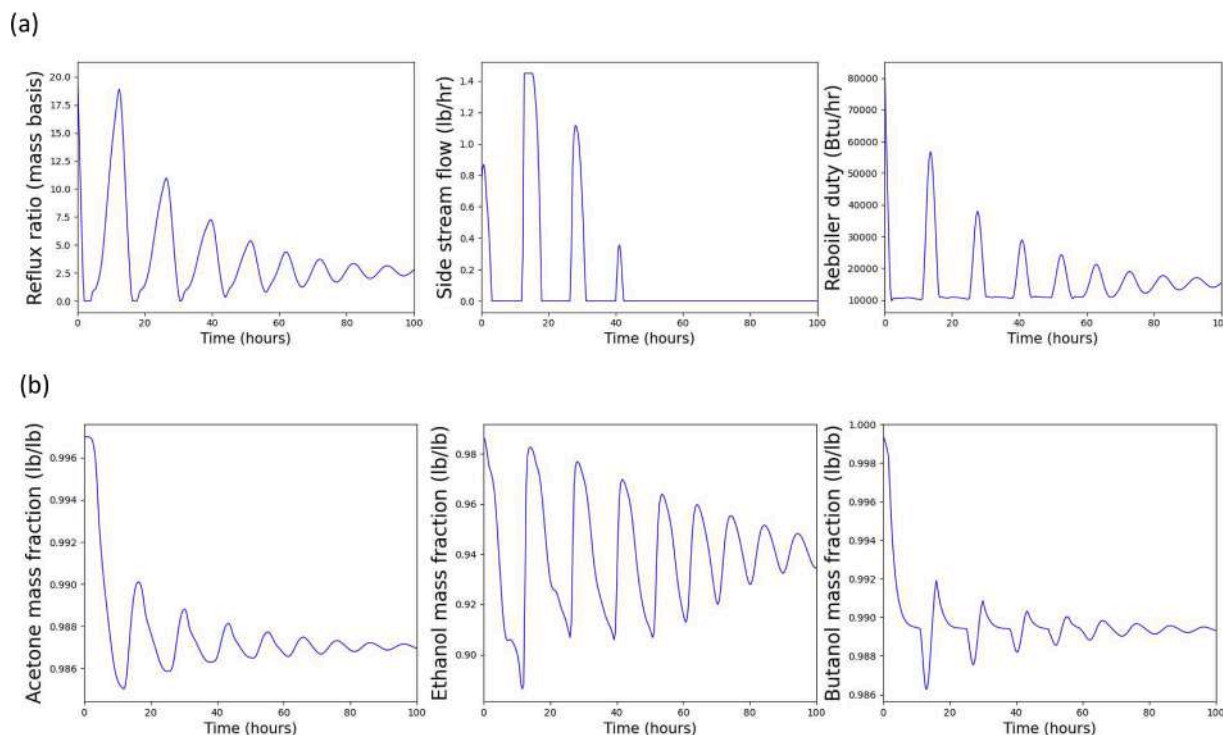 (a)
Reflux ratio (mass basis)
20.0
17.5
15.0
12.5
10.0
7.5
5.0
2.5
0.0
0 20 40 60 80 100
Time (hours)
Side stream flow (lb/hr)
1.4
1.2
1.0
0.8
0.6
0.4
0.2
0.0
0 20 40 60 80 100
Time (hours)
Reboiler duty (Btu/hr)
80000
70000
60000
50000
40000
30000
20000
10000
0 20 40 60 80 100
Time (hours)
(b)
Acetone mass fraction (lb/lb)
0.996
0.994
0.992
0.990
0.988
0.986
0 20 40 60 80 100
Time (hours)
Ethanol mass fraction (lb/lb)
0.98
0.96
0.94
0.92
0.90
0 20 40 60 80 100
Time (hours)
Butanol mass fraction (lb/lb)
1.000
0.998
0.996
0.994
0.992
0.990
0.988
0.986
0 20 40 60 80 100
Time (hours)